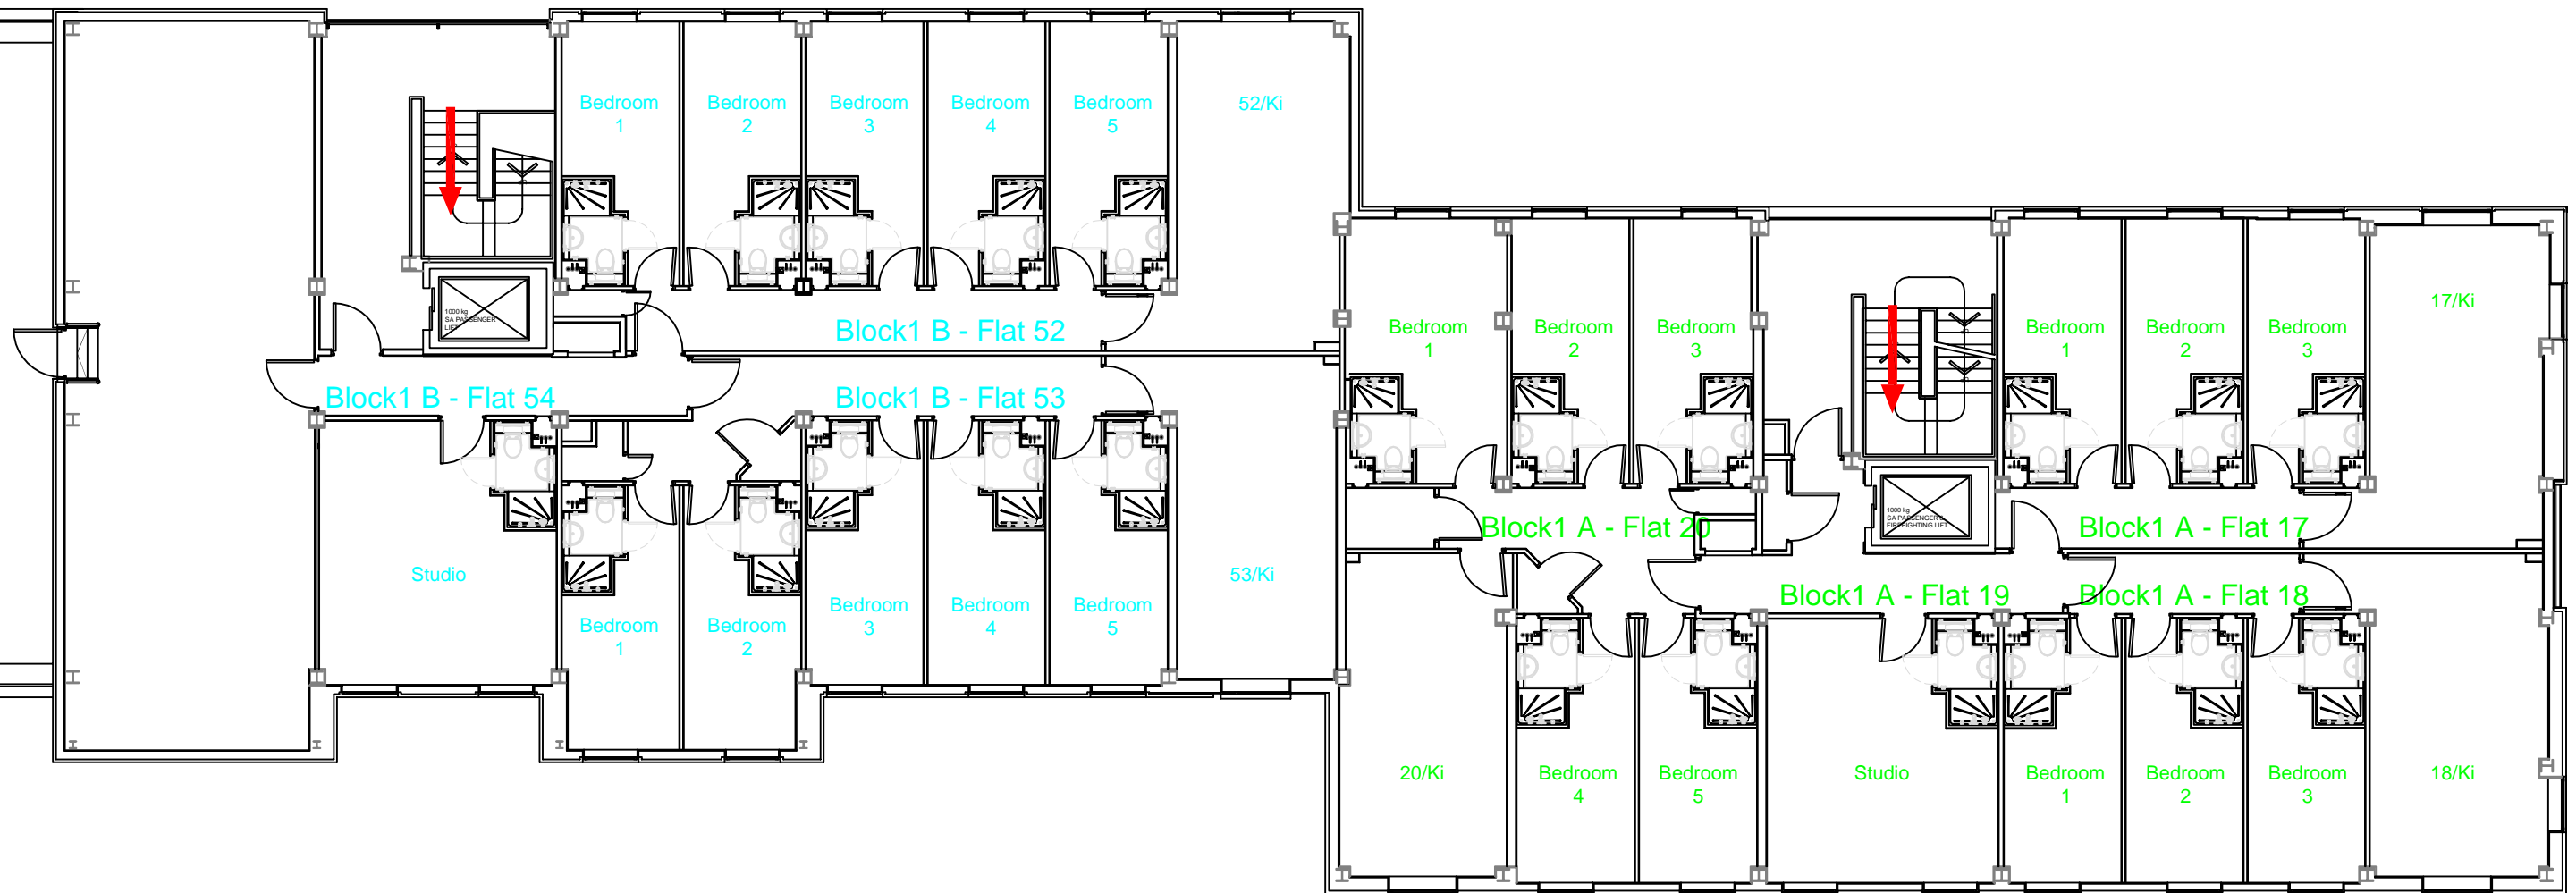 Bedroom
1
Bedroom
2
Bedroom
3
Bedroom
4
Bedroom
5
52/Ki
1000 kg
SA PASSENGER
LIFT
Block1 B - Flat 52
Block1 B - Flat 54
Block1 B - Flat 53
Studio
Bedroom
1
Bedroom
2
Bedroom
3
Bedroom
4
Bedroom
5
53/Ki
Bedroom
1
Bedroom
2
Bedroom
3
Bedroom
1
Bedroom
2
Bedroom
3
17/Ki
Block1 A - Flat 20
1000 kg
SA PASSENGER &
FIREFIGHTING LIFT
Block1 A - Flat 17
Block1 A - Flat 19
Block1 A - Flat 18
20/Ki
Bedroom
4
Bedroom
5
Studio
Bedroom
1
Bedroom
2
Bedroom
3
18/Ki